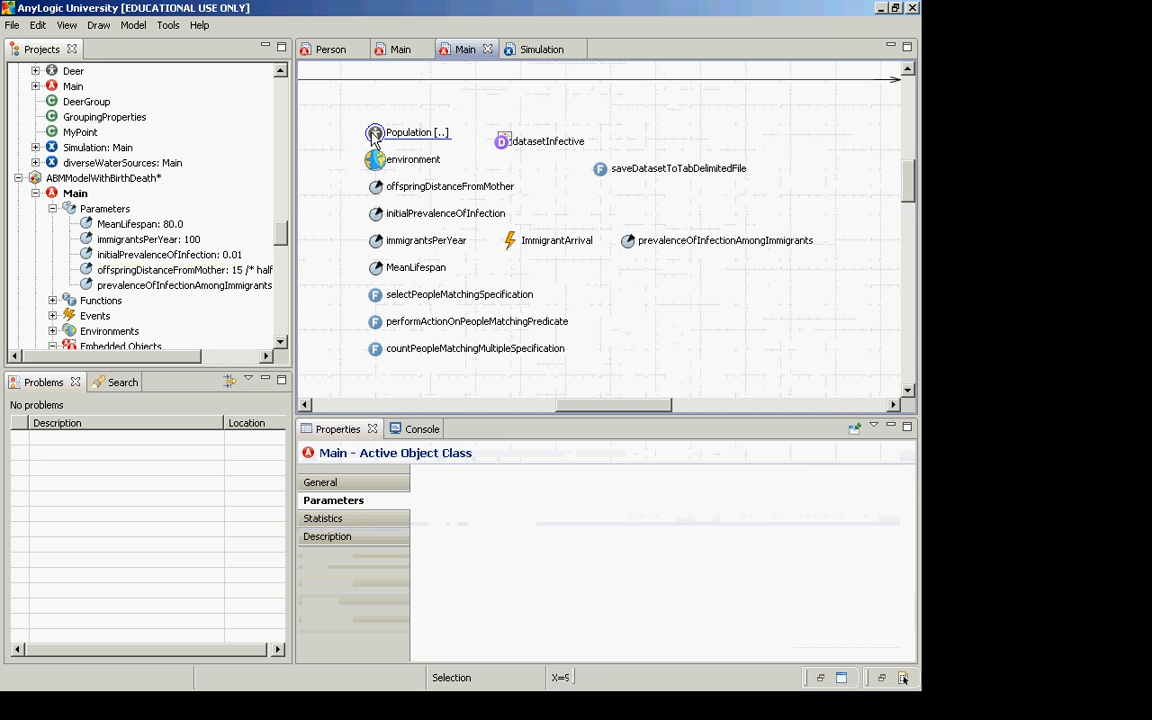 AnyLogic University [EDUCATIONAL USE ONLY]
File Edit View Draw Model Tools Help
Projects
Deer
Main
DeerGroup
GroupingProperties
MyPoint
Simulation: Main
diverseWaterSources: Main
ABMModelWithBirthDeath*
Main
Parameters
MeanLifespan: 80.0
immigrantsPerYear: 100
initialPrevalenceOfInfection: 0.01
offspringDistanceFromMother: 15 /* half
prevalenceOfInfectionAmongImmigrants
Functions
Events
Environments
Embedded Objects
Problems Search
No problems
Description Location
Person Main Main Simulation
Population [..]
datasetInfective
environment
saveDatasetToTabDelimitedFile
offspringDistanceFromMother
initialPrevalenceOfInfection
immigrantsPerYear ImmigrantArrival prevalenceOfInfectionAmongImmigrants
MeanLifespan
selectPeopleMatchingSpecification
performActionOnPeopleMatchingPredicate
countPeopleMatchingMultipleSpecification
Properties Console
Main - Active Object Class
General
Parameters
Statistics
Description
Selection